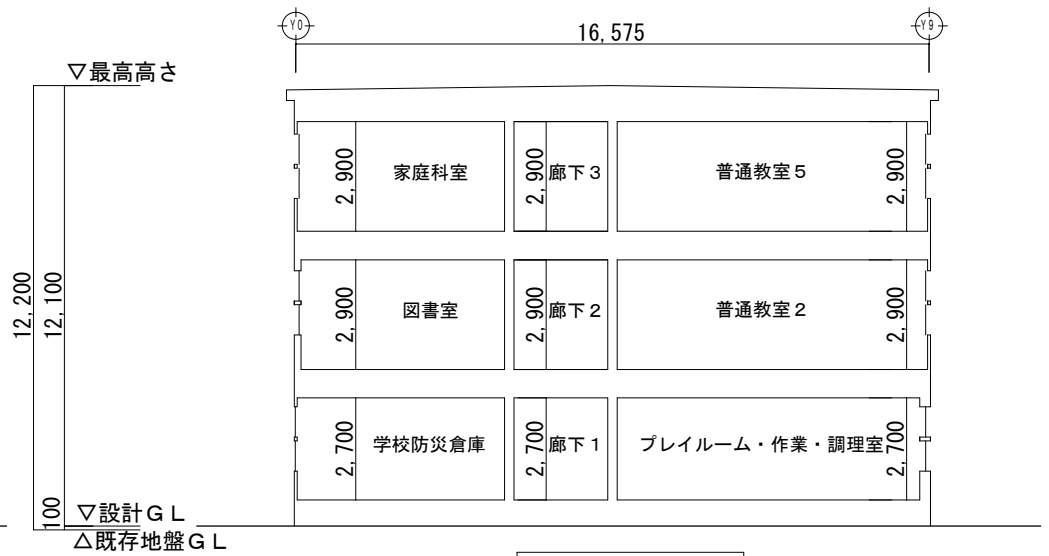 Y0
Y9
16,575
▽最高高さ
2,900
家庭科室
2,900
廊下3
普通教室5
2,900
12,200
12,100
2,900
図書室
2,900
廊下2
普通教室2
2,900
2,700
学校防災倉庫
2,700
廊下1
プレイルーム・作業・調理室
2,700
100
▽設計GL
△既存地盤GL